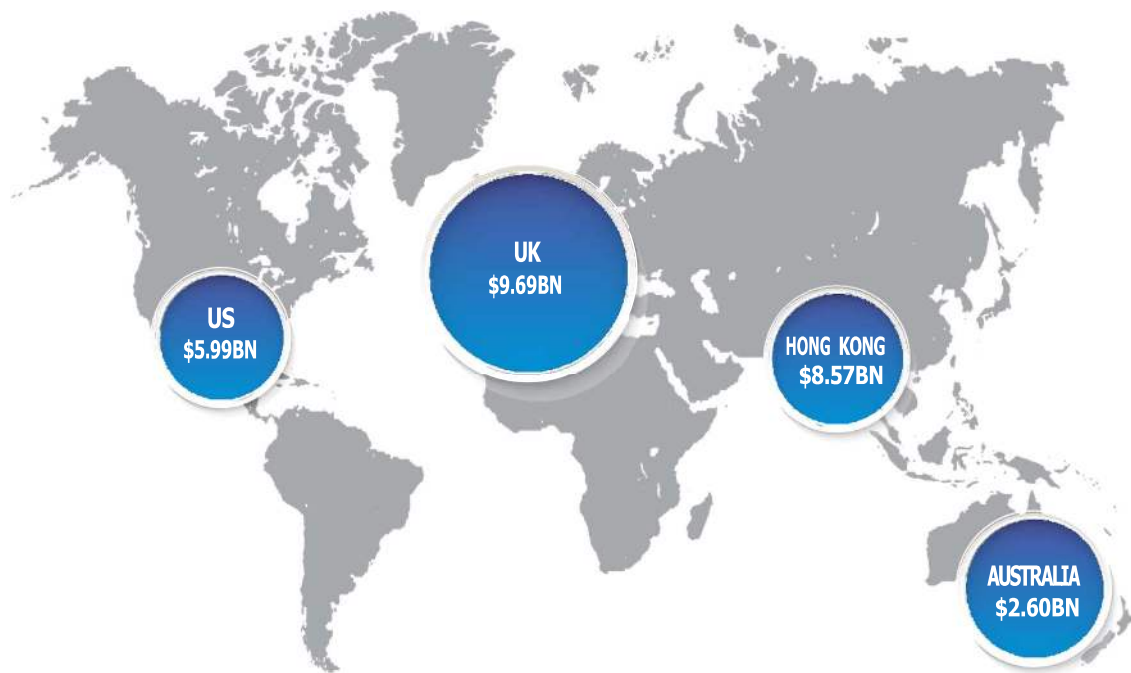 UK
$9.69BN
US
$5.99BN
HONG KONG
$8.57BN
AUSTRALIA
$2.60BN